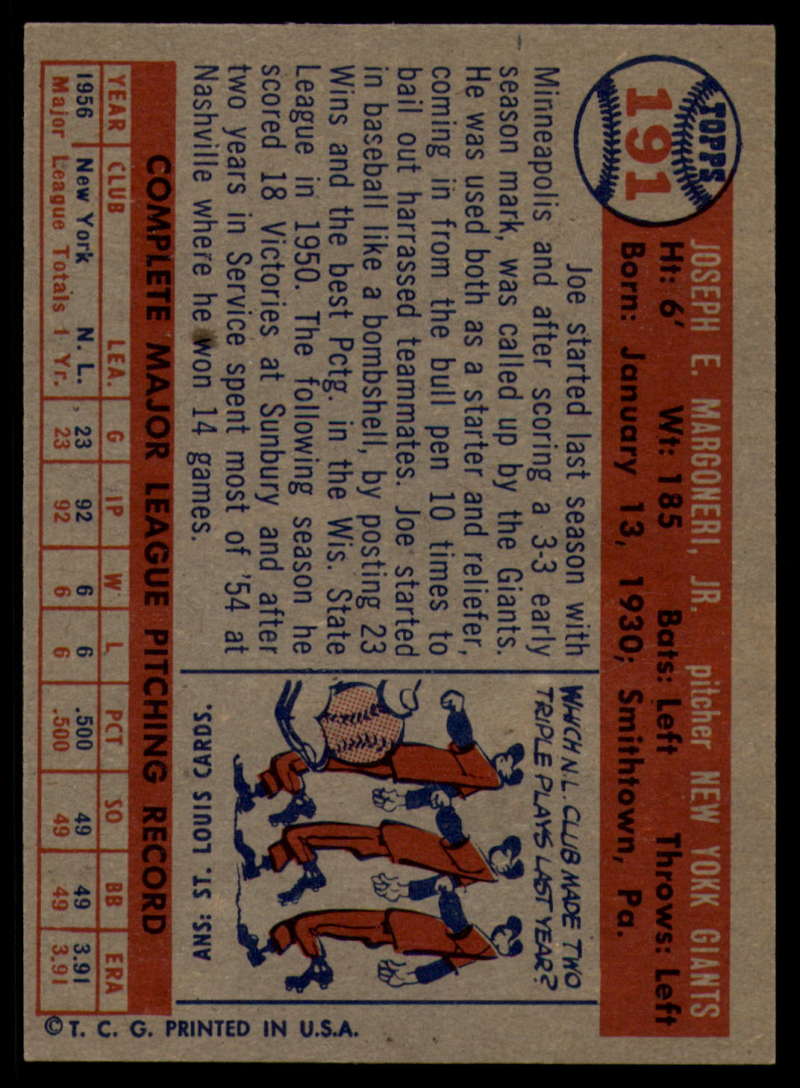 TOPPS
191
JOSEPH E. MARGONERI, JR. pitcher NEW YORK GIANTS
Ht: 6' Wt: 185 Bats: Left Throws: Left
Born: January 13, 1930; Smithtown, Pa.
Joe started last season with
Minneapolis and after scoring a 3-3 early
season mark, was called up by the Giants.
He was used both as a starter and reliefer,
coming in from the bull pen 10 times to
bail out harrassed teammates. Joe started
in baseball like a bombshell, by posting 23
Wins and the best Pctg. in the Wis. State
League in 1950. The following season he
scored 18 Victories at Sunbury and after
two years in Service spent most of '54 at
Nashville where he won 14 games.
WHICH N.L. CLUB MADE TWO
TRIPLE PLAYS LAST YEAR?
ANS: ST. LOUIS CARDS.
COMPLETE MAJOR LEAGUE PITCHING RECORD
YEAR CLUB LEA. G IP W L PCT SO BB ERA
1956 New York N. L. 23 92 6 6 .500 49 49 3.91
Major League Totals 1 Yr. 23 92 6 6 .500 49 49 3.91
© T. C. G. PRINTED IN U.S.A.